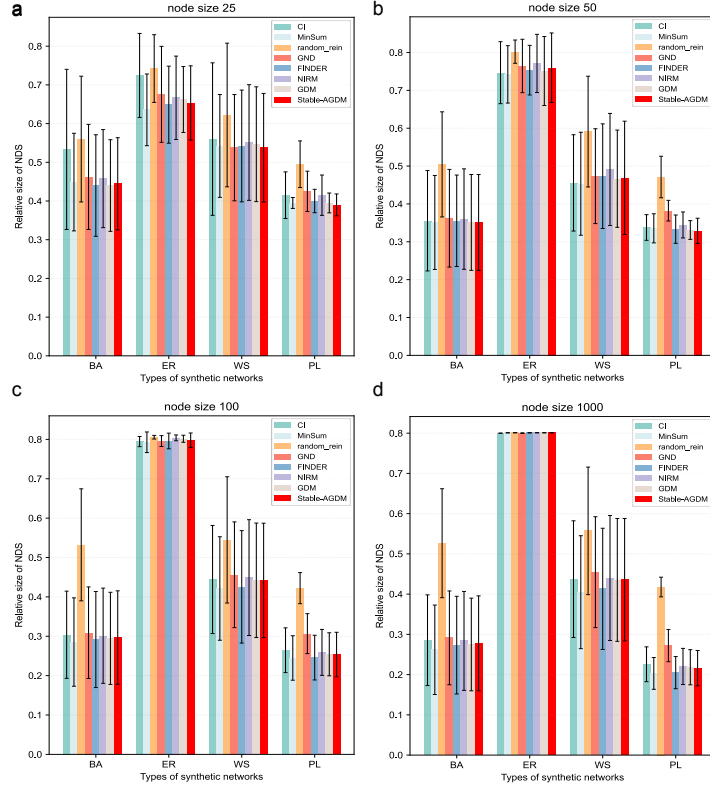 a
node size 25
0.8
0.7
0.6
0.5
0.4
0.3
0.2
0.1
0.0
Relative size of NDS
BA ER WS PL
Types of synthetic networks
CI
MinSum
random_rein
GND
FINDER
NIRM
GDM
Stable-AGDM
b
node size 50
0.8
0.7
0.6
0.5
0.4
0.3
0.2
0.1
0.0
Relative size of NDS
BA ER WS PL
Types of synthetic networks
CI
MinSum
random_rein
GND
FINDER
NIRM
GDM
Stable-AGDM
c
node size 100
0.8
0.7
0.6
0.5
0.4
0.3
0.2
0.1
0.0
Relative size of NDS
BA ER WS PL
Types of synthetic networks
CI
MinSum
random_rein
GND
FINDER
NIRM
GDM
Stable-AGDM
d
node size 1000
0.8
0.7
0.6
0.5
0.4
0.3
0.2
0.1
0.0
Relative size of NDS
BA ER WS PL
Types of synthetic networks
CI
MinSum
random_rein
GND
FINDER
NIRM
GDM
Stable-AGDM